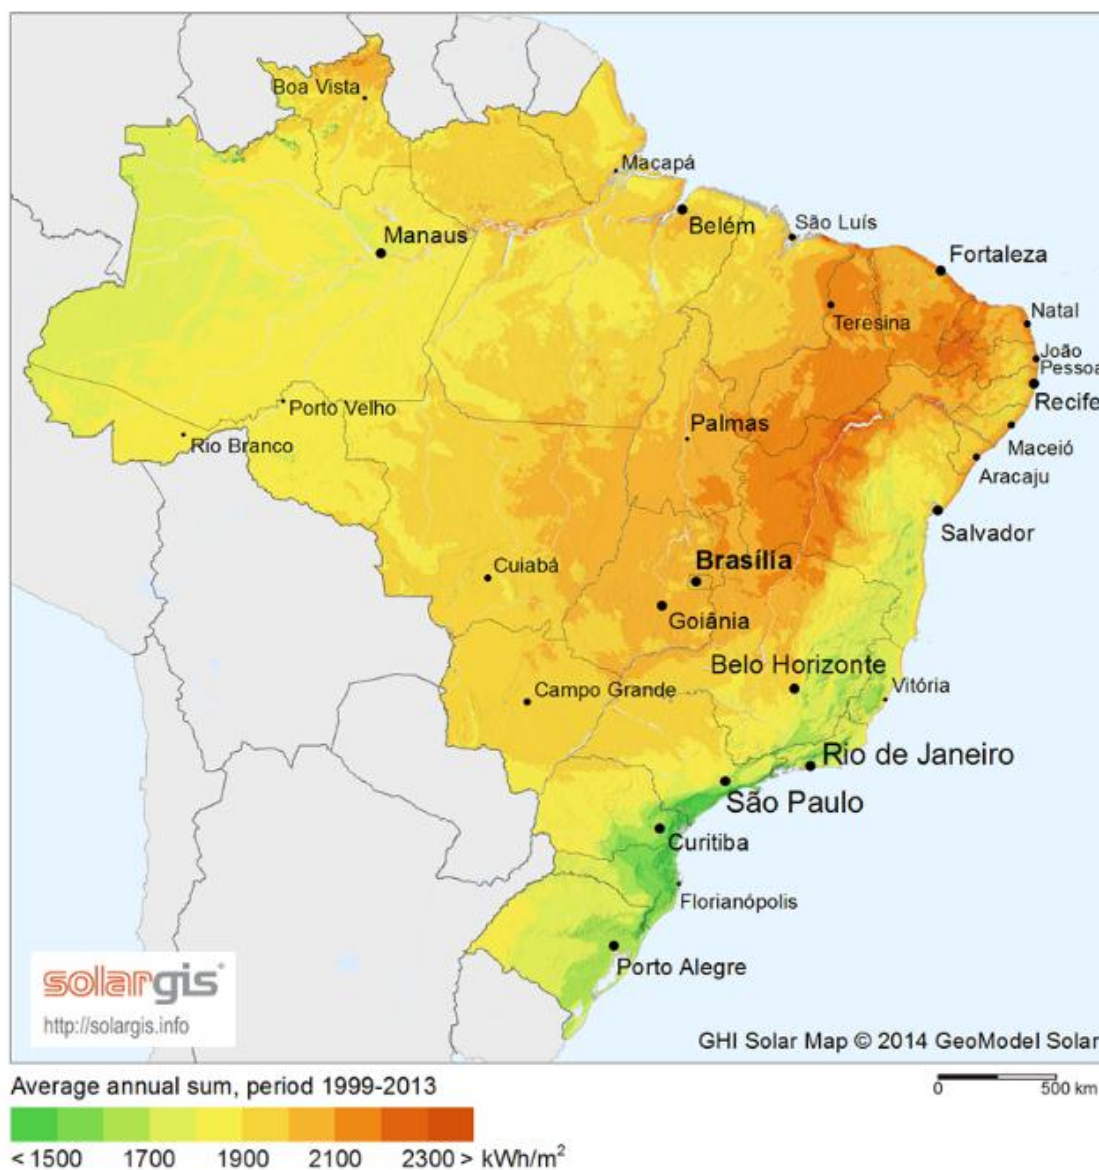 Boa Vista
Macapá
Belém
São Luís
Manaus
Fortaleza
Teresina
Natal
João
Pessoa
Recife
Porto Velho
Palmas
Rio Branco
Maceió
Aracaju
Salvador
Brasília
Cuiabá
Goiânia
Belo Horizonte
Campo Grande
Vitória
Rio de Janeiro
São Paulo
Curitiba
Florianópolis
Porto Alegre
solargis®
http://solargis.info
GHI Solar Map © 2014 GeoModel Solar
Average annual sum, period 1999-2013
0 500 km
< 1500 1700 1900 2100 2300 > kWh/m²